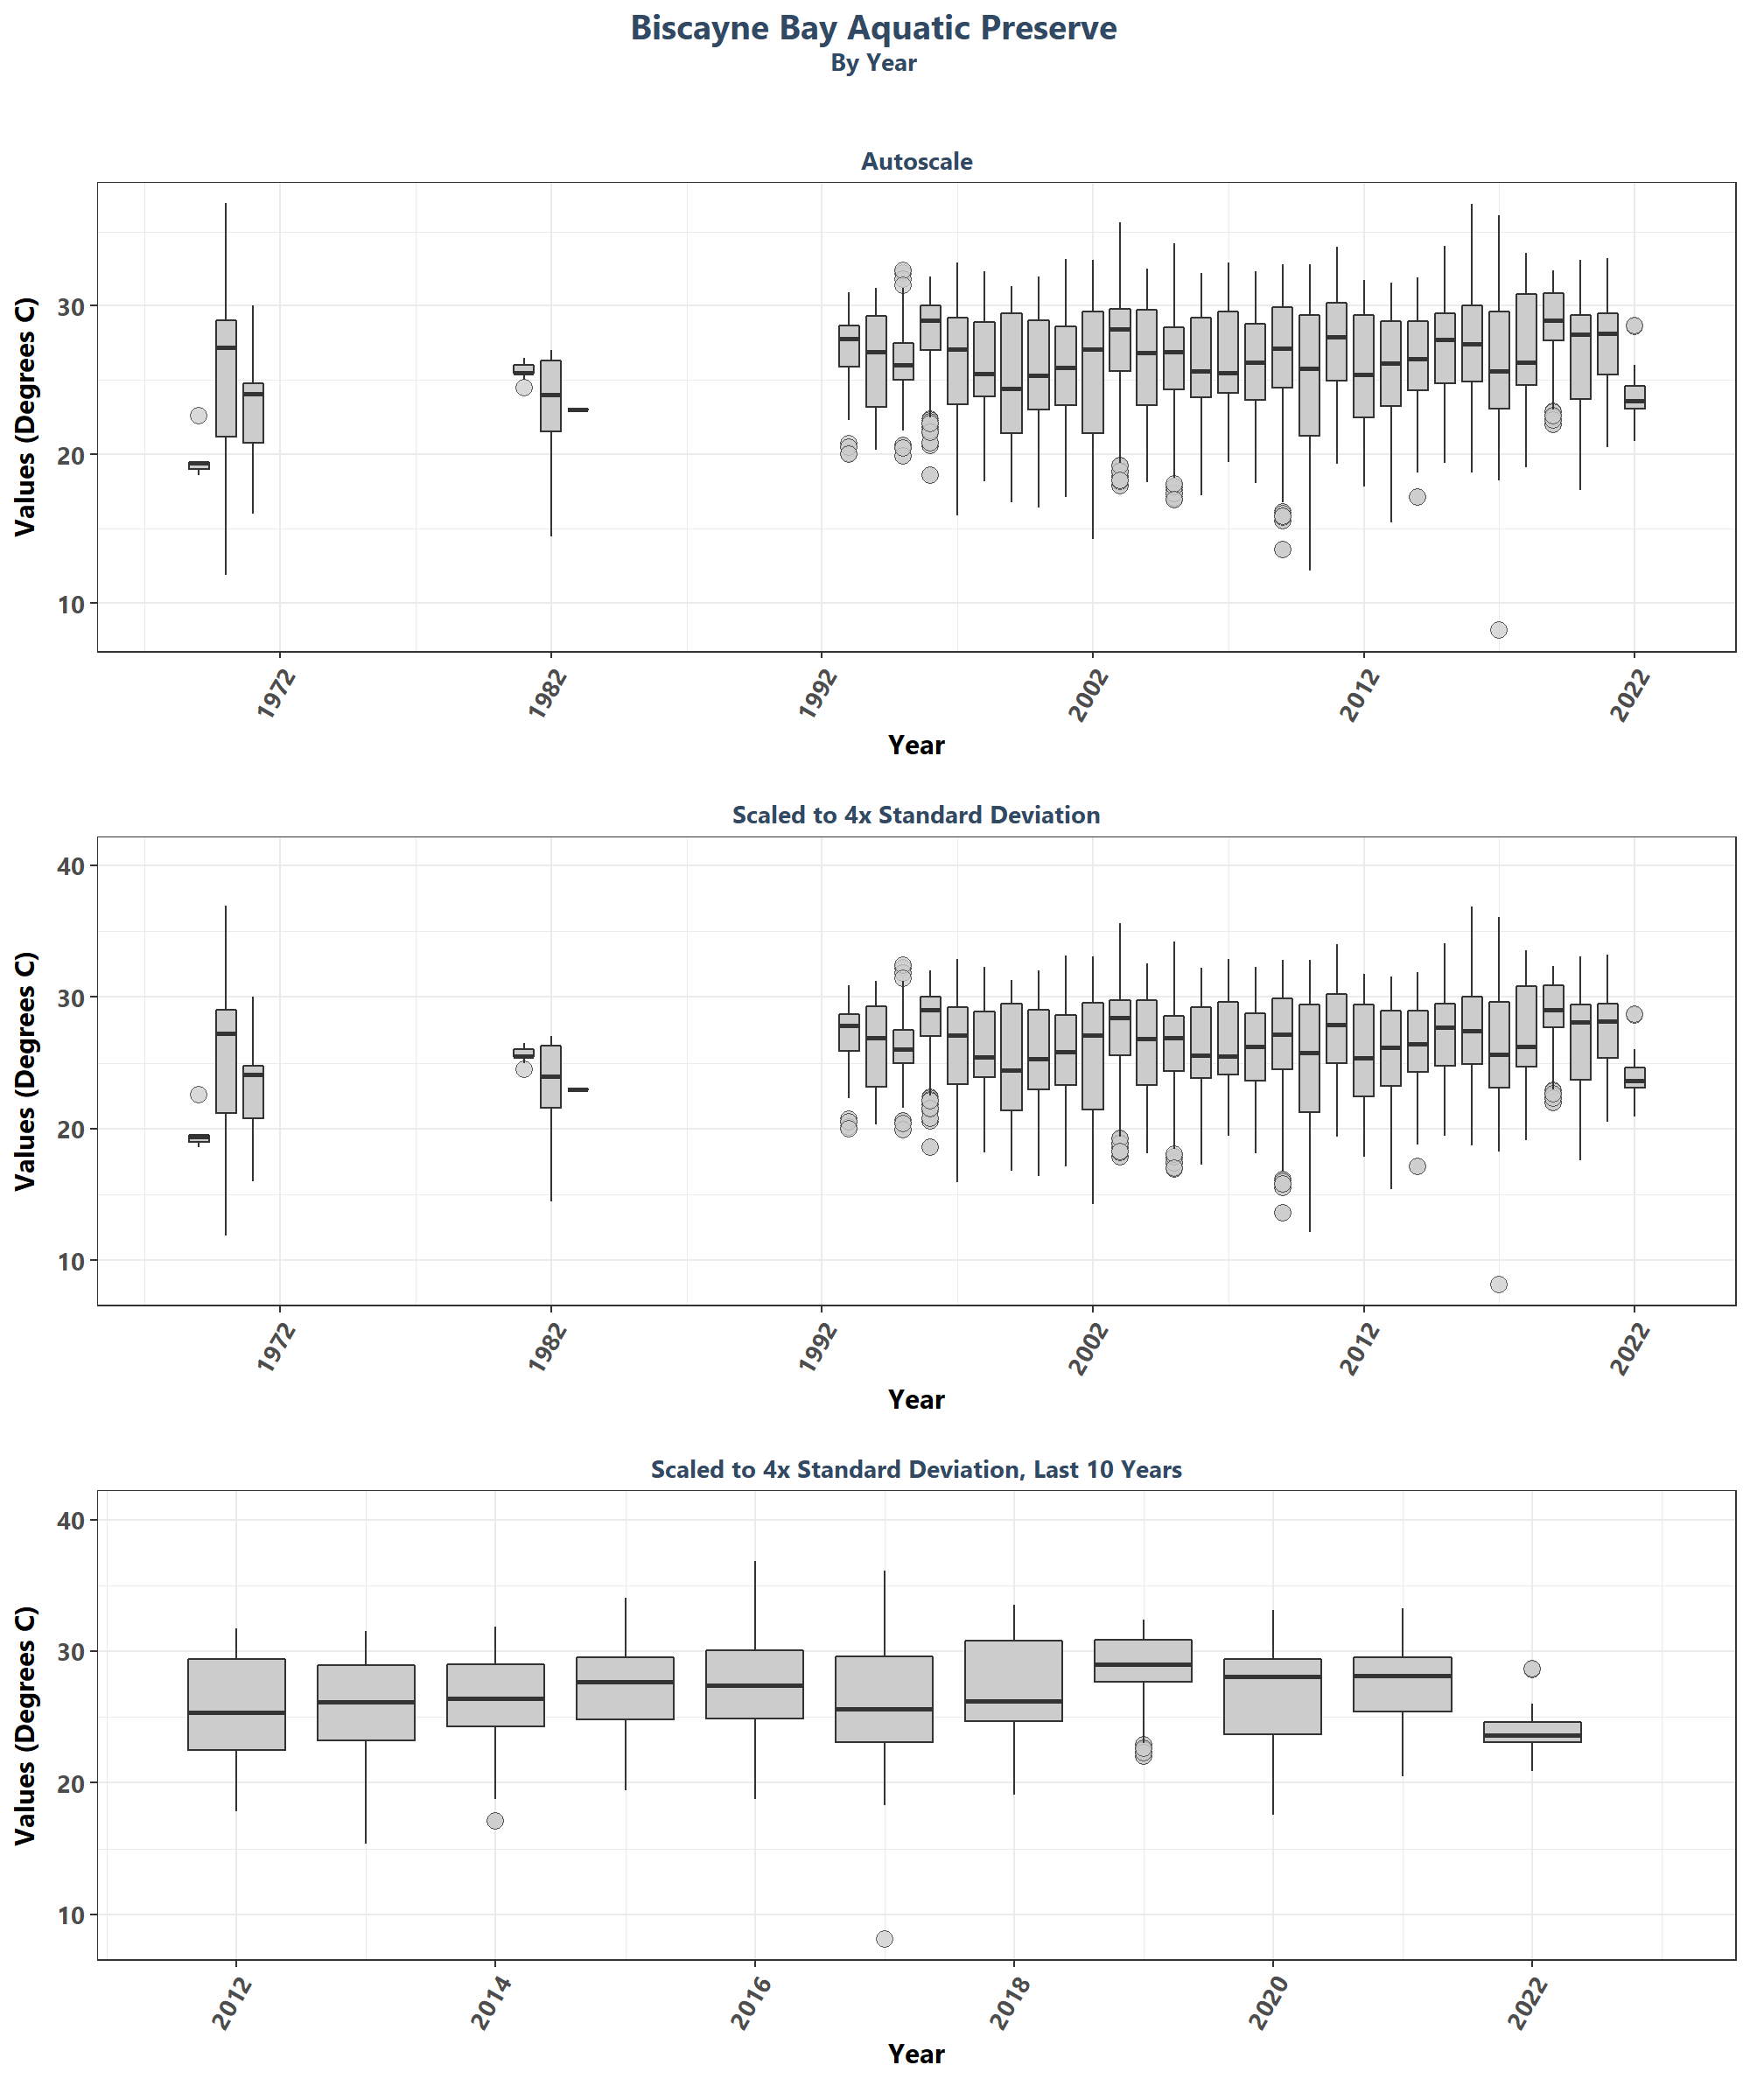 Biscayne Bay Aquatic Preserve
By Year
Autoscale
Values (Degrees C)
30
20
10
1972
1982
1992
2002
2012
2022
Year
Scaled to 4x Standard Deviation
Values (Degrees C)
40
30
20
10
1972
1982
1992
2002
2012
2022
Year
Scaled to 4x Standard Deviation, Last 10 Years
Values (Degrees C)
40
30
20
10
2012
2014
2016
2018
2020
2022
Year